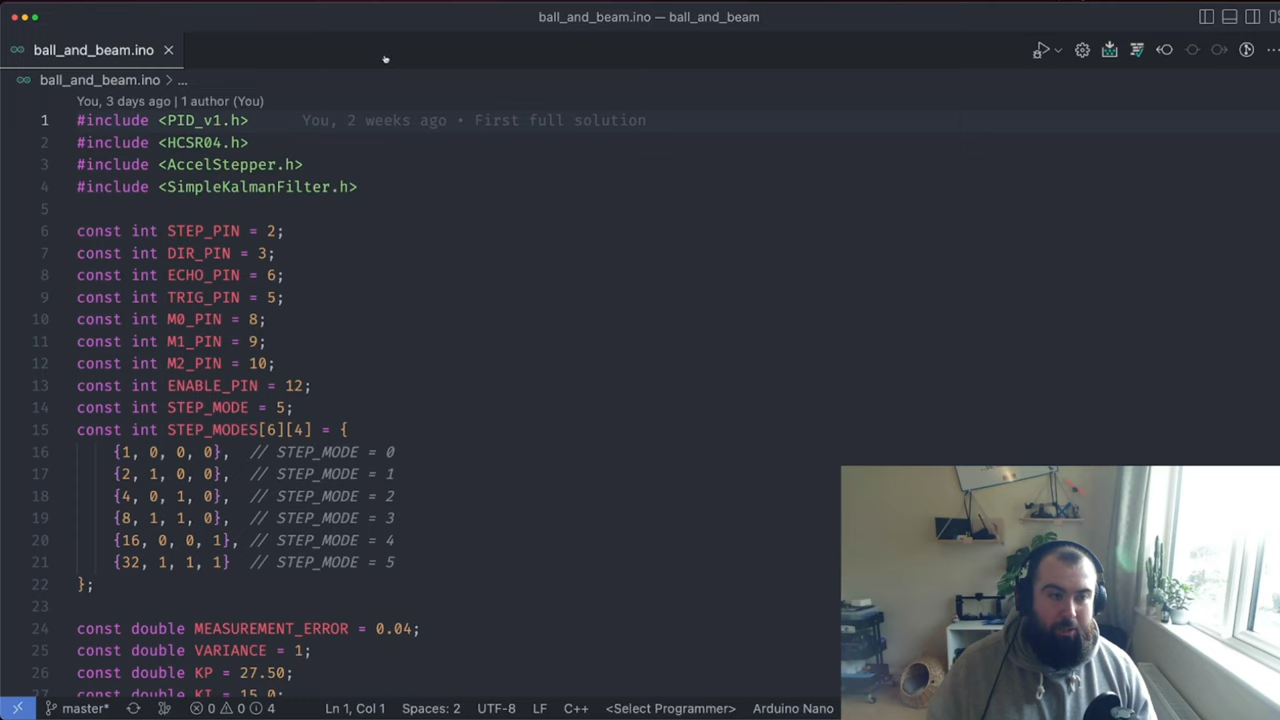 ball_and_beam.ino — ball_and_beam
ball_and_beam.ino
ball_and_beam.ino > ...
You, 3 days ago | 1 author (You)
1 #include <PID_v1.h> You, 2 weeks ago • First full solution
2 #include <HCSR04.h>
3 #include <AccelStepper.h>
4 #include <SimpleKalmanFilter.h>
5
6 const int STEP_PIN = 2;
7 const int DIR_PIN = 3;
8 const int ECHO_PIN = 6;
9 const int TRIG_PIN = 5;
10 const int M0_PIN = 8;
11 const int M1_PIN = 9;
12 const int M2_PIN = 10;
13 const int ENABLE_PIN = 12;
14 const int STEP_MODE = 5;
15 const int STEP_MODES[6][4] = {
16 {1, 0, 0, 0}, // STEP_MODE = 0
17 {2, 1, 0, 0}, // STEP_MODE = 1
18 {4, 0, 1, 0}, // STEP_MODE = 2
19 {8, 1, 1, 0}, // STEP_MODE = 3
20 {16, 0, 0, 1}, // STEP_MODE = 4
21 {32, 1, 1, 1} // STEP_MODE = 5
22 };
23
24 const double MEASUREMENT_ERROR = 0.04;
25 const double VARIANCE = 1;
26 const double KP = 27.50;
27 const double KI = 15.0;
master* 0 0 4 Ln 1, Col 1 Spaces: 2 UTF-8 LF C++ <Select Programmer> Arduino Nano